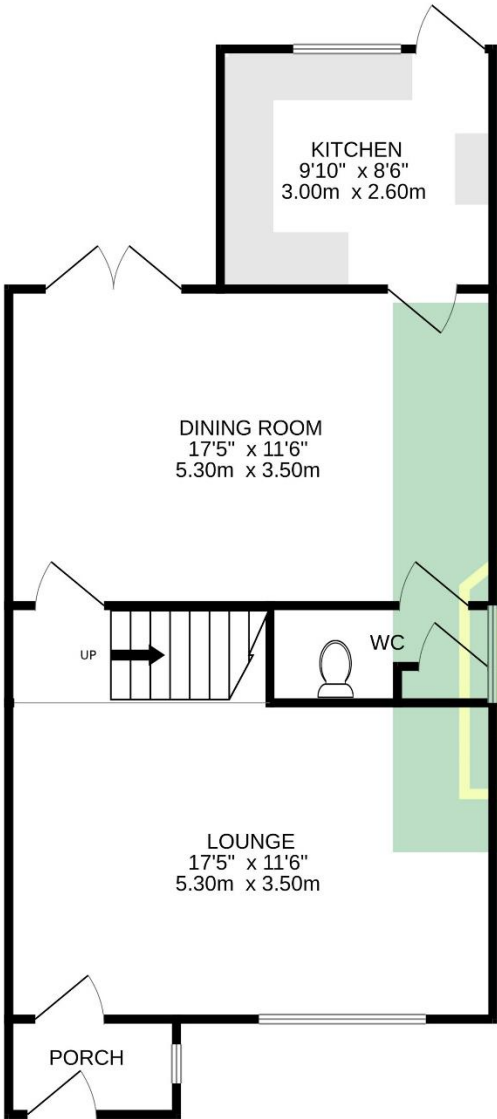 KITCHEN
9'10" x 8'6"
3.00m x 2.60m
DINING ROOM
17'5" x 11'6"
5.30m x 3.50m
UP
WC
LOUNGE
17'5" x 11'6"
5.30m x 3.50m
PORCH